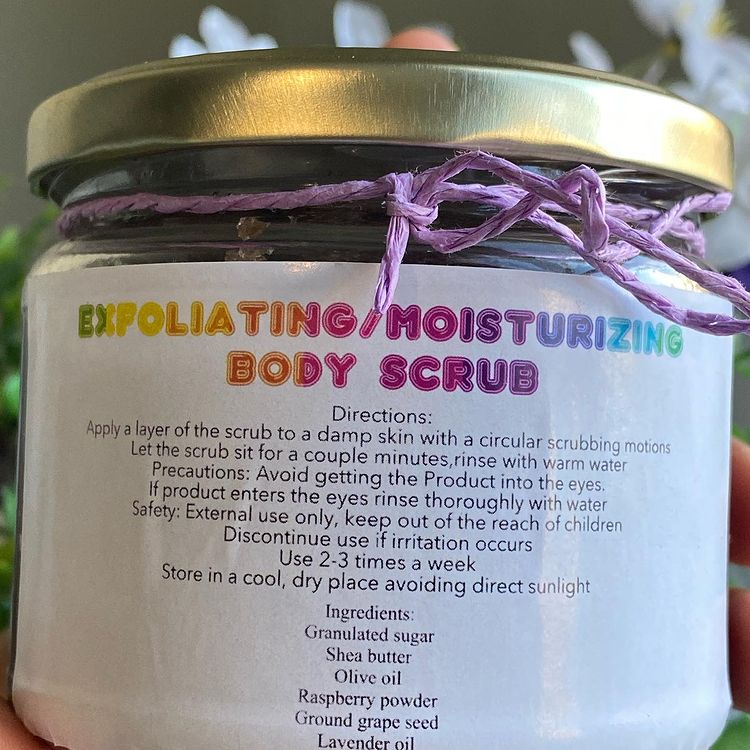 EXFOLIATING/MOISTURIZING
BODY SCRUB
Directions:
Apply a layer of the scrub to a damp skin with a circular scrubbing motions
Let the scrub sit for a couple minutes,rinse with warm water
Precautions: Avoid getting the Product into the eyes.
If product enters the eyes rinse thoroughly with water
Safety: External use only, keep out of the reach of children
Discontinue use if irritation occurs
Use 2-3 times a week
Store in a cool, dry place avoiding direct sunlight
Ingredients:
Granulated sugar
Shea butter
Olive oil
Raspberry powder
Ground grape seed
Lavender oil